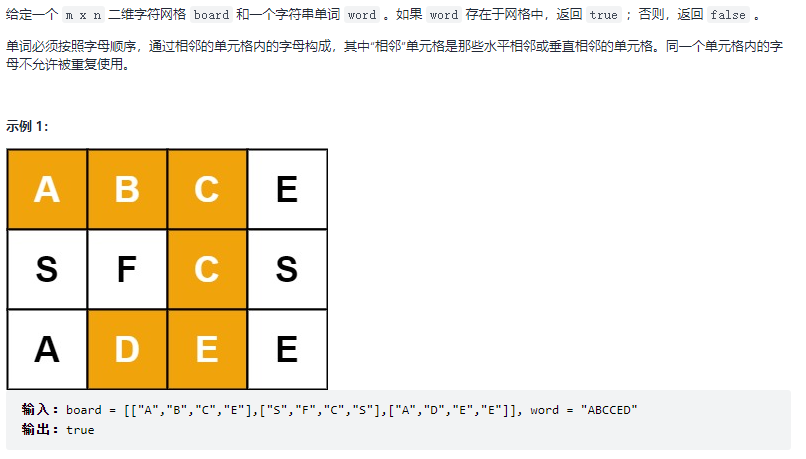 给定一个 m x n 二维字符网格 board 和一个字符串单词 word 。如果 word 存在于网格中，返回 true ；否则，返回 false 。
单词必须按照字母顺序，通过相邻的单元格内的字母构成，其中“相邻”单元格是那些水平相邻或垂直相邻的单元格。同一个单元格内的字
母不允许被重复使用。
示例 1：
A B C E
S F C S
A D E E
输入：board = [["A","B","C","E"],["S","F","C","S"],["A","D","E","E"]], word = "ABCCED"
输出：true